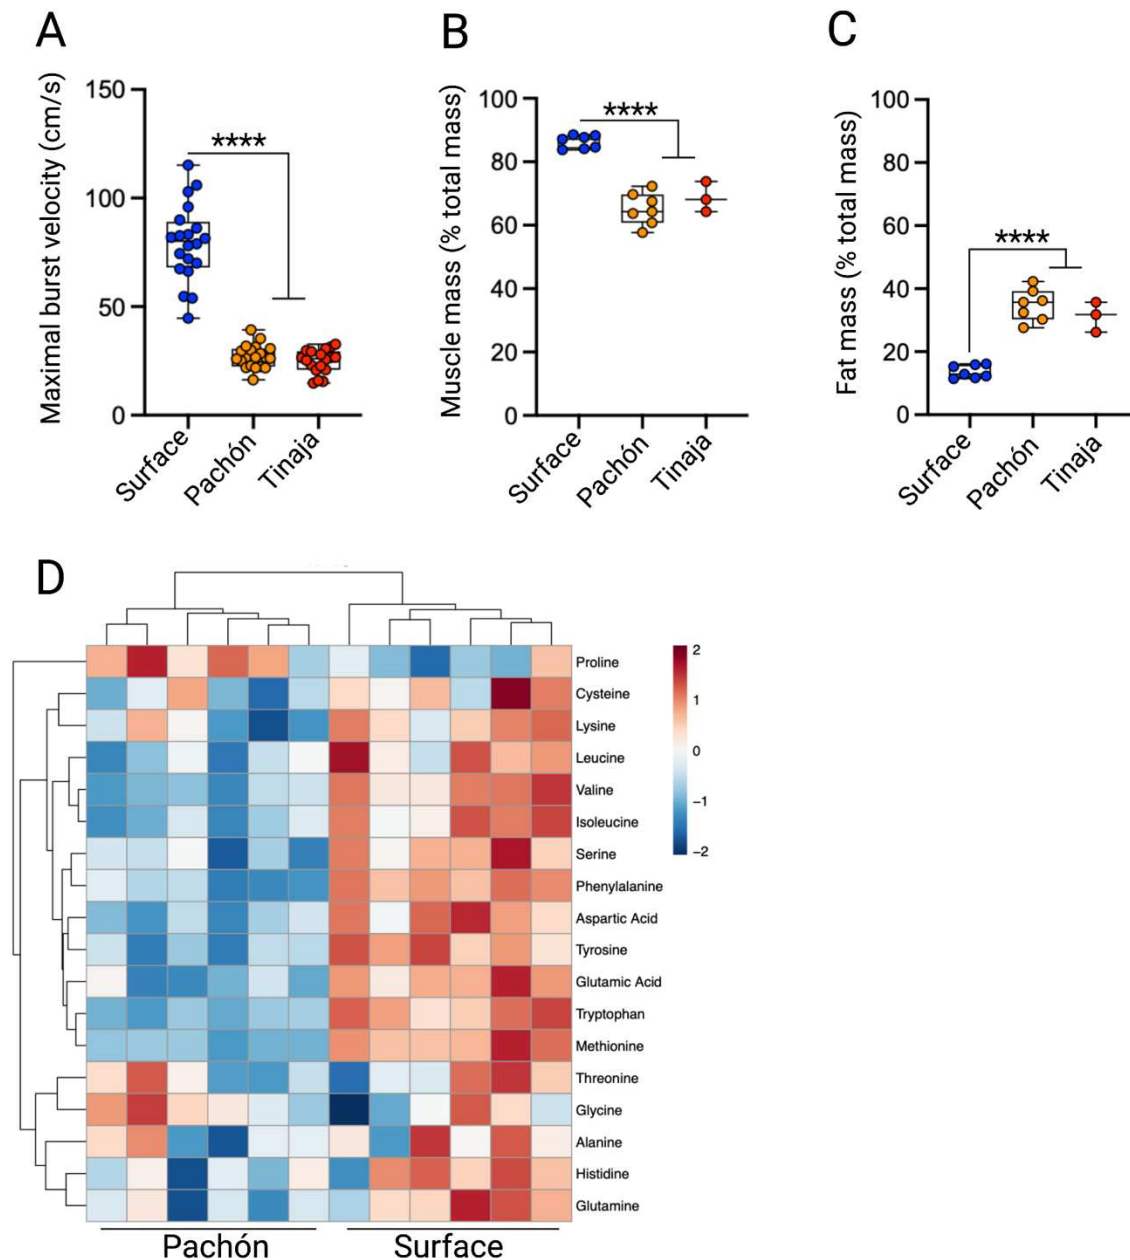 A
B
C
Maximal burst velocity (cm/s)
150
100
50
0
****
Surface
Pachón
Tinaja
Muscle mass (% total mass)
100
80
60
40
20
0
****
Surface
Pachón
Tinaja
Fat mass (% total mass)
100
80
60
40
20
0
****
Surface
Pachón
Tinaja
D
Proline
Cysteine
Lysine
Leucine
Valine
Isoleucine
Serine
Phenylalanine
Aspartic Acid
Tyrosine
Glutamic Acid
Tryptophan
Methionine
Threonine
Glycine
Alanine
Histidine
Glutamine
2
1
0
−1
−2
Pachón
Surface